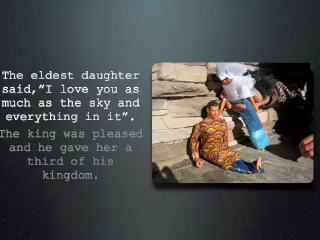 The eldest daughter
said,”I love you as
much as the sky and
everything in it”.
The king was pleased
and he gave her a
third of his
kingdom.